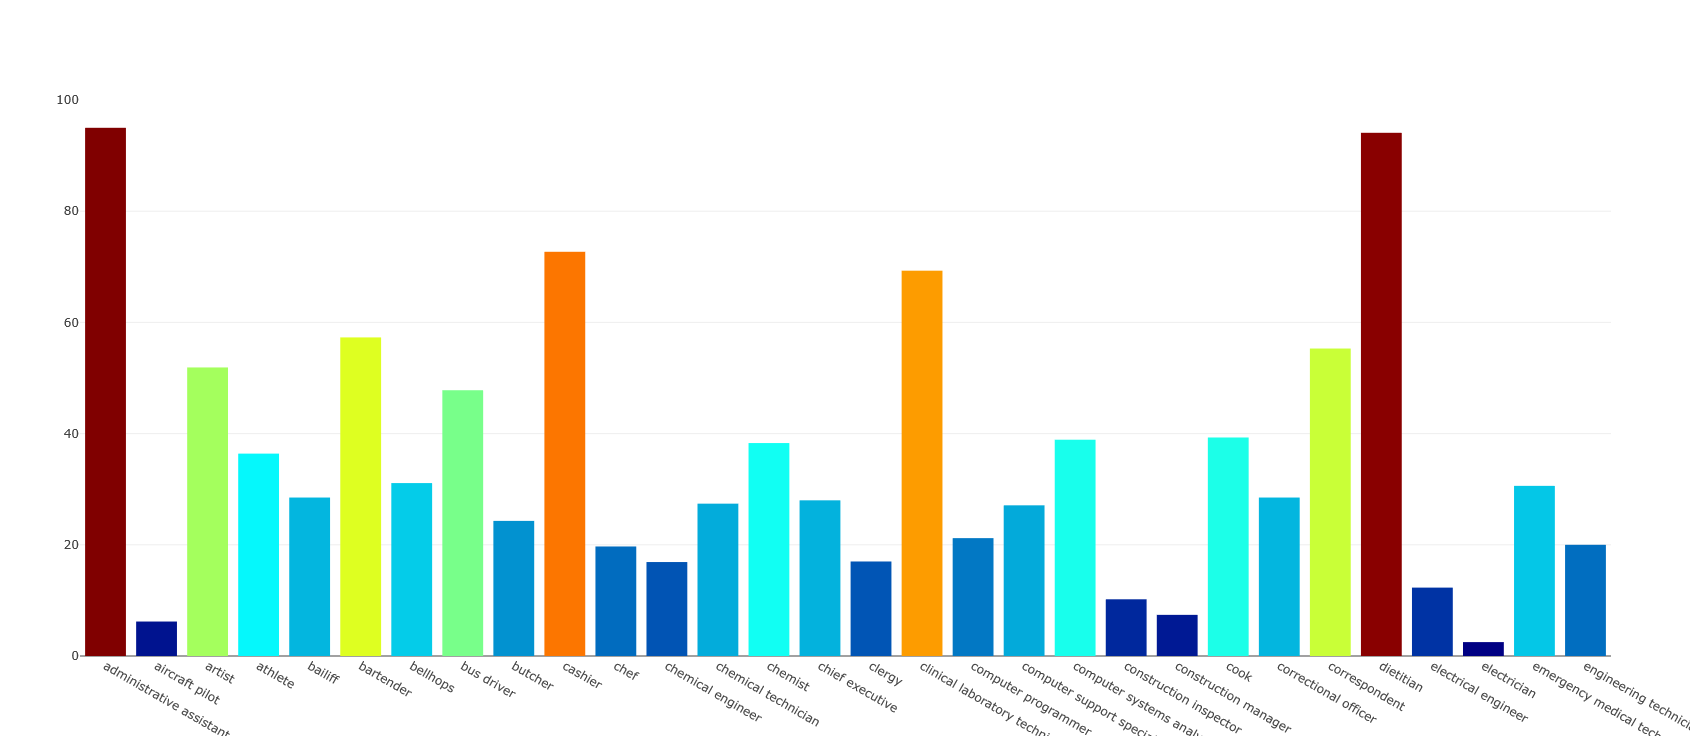 100
80
60
40
20
0
administrative assistant
aircraft pilot
artist
athlete
bailiff
bartender
bellhops
bus driver
butcher
cashier
chef
chemical engineer
chemical technician
chemist
chief executive
clergy
clinical laboratory techni
computer programmer
computer support special
computer systems analy
construction inspector
construction manager
cook
correctional officer
correspondent
dietitian
electrical engineer
electrician
emergency medical tech
engineering technici